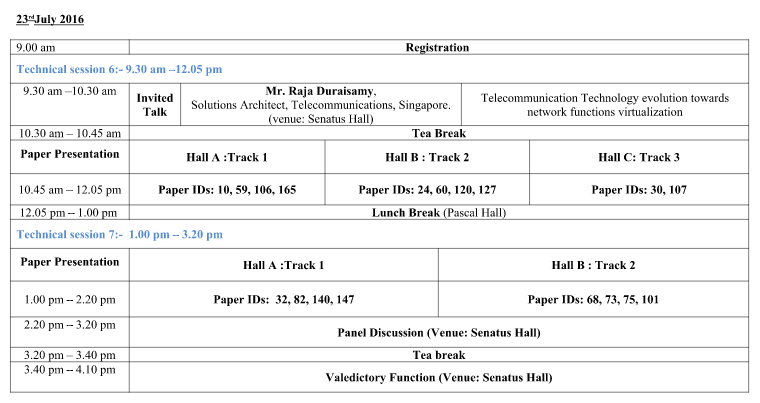 23rdJuly 2016
9.00 am Registration
Technical session 6:- 9.30 am –12.05 pm
9.30 am –10.30 am Invited Talk Mr. Raja Duraisamy, Solutions Architect, Telecommunications, Singapore. (venue: Senatus Hall) Telecommunication Technology evolution towards network functions virtualization
10.30 am – 10.45 am Tea Break
Paper Presentation Hall A :Track 1 Hall B : Track 2 Hall C: Track 3
10.45 am – 12.05 pm Paper IDs: 10, 59, 106, 165 Paper IDs: 24, 60, 120, 127 Paper IDs: 30, 107
12.05 pm – 1.00 pm Lunch Break (Pascal Hall)
Technical session 7:- 1.00 pm – 3.20 pm
Paper Presentation Hall A :Track 1 Hall B : Track 2
1.00 pm – 2.20 pm Paper IDs: 32, 82, 140, 147 Paper IDs: 68, 73, 75, 101
2.20 pm – 3.20 pm Panel Discussion (Venue: Senatus Hall)
3.20 pm – 3.40 pm Tea break
3.40 pm – 4.10 pm Valedictory Function (Venue: Senatus Hall)